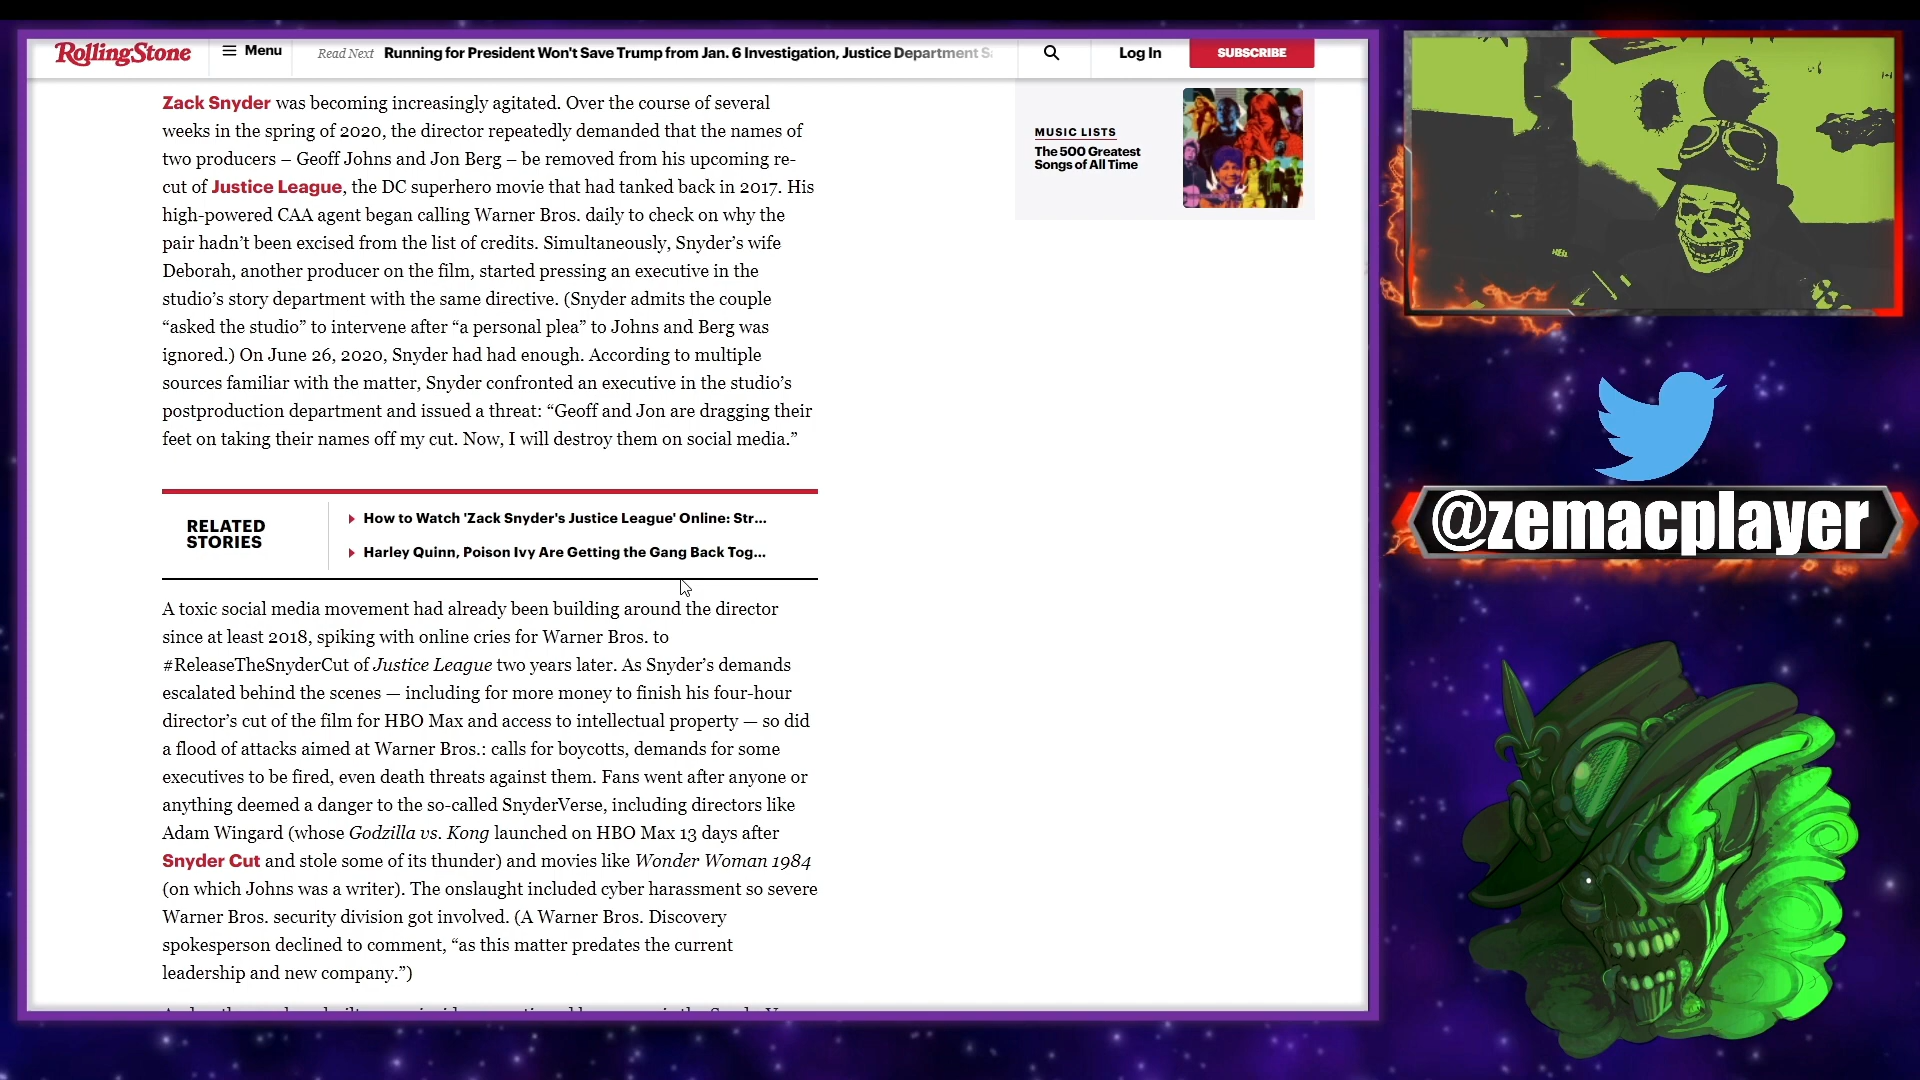 RollingStone
Menu
Read Next Running for President Won't Save Trump from Jan. 6 Investigation, Justice Department
Log In
SUBSCRIBE
Zack Snyder was becoming increasingly agitated. Over the course of several
weeks in the spring of 2020, the director repeatedly demanded that the names of
two producers – Geoff Johns and Jon Berg – be removed from his upcoming re-
cut of Justice League, the DC superhero movie that had tanked back in 2017. His
high-powered CAA agent began calling Warner Bros. daily to check on why the
pair hadn’t been excised from the list of credits. Simultaneously, Snyder’s wife
Deborah, another producer on the film, started pressing an executive in the
studio’s story department with the same directive. (Snyder admits the couple
“asked the studio” to intervene after “a personal plea” to Johns and Berg was
ignored.) On June 26, 2020, Snyder had had enough. According to multiple
sources familiar with the matter, Snyder confronted an executive in the studio’s
postproduction department and issued a threat: “Geoff and Jon are dragging their
feet on taking their names off my cut. Now, I will destroy them on social media.”
MUSIC LISTS
The 500 Greatest
Songs of All Time
RELATED
STORIES
How to Watch 'Zack Snyder's Justice League' Online: Str...
Harley Quinn, Poison Ivy Are Getting the Gang Back Tog...
A toxic social media movement had already been building around the director
since at least 2018, spiking with online cries for Warner Bros. to
#ReleaseTheSnyderCut of Justice League two years later. As Snyder’s demands
escalated behind the scenes — including for more money to finish his four-hour
director’s cut of the film for HBO Max and access to intellectual property — so did
a flood of attacks aimed at Warner Bros.: calls for boycotts, demands for some
executives to be fired, even death threats against them. Fans went after anyone or
anything deemed a danger to the so-called SnyderVerse, including directors like
Adam Wingard (whose Godzilla vs. Kong launched on HBO Max 13 days after
Snyder Cut and stole some of its thunder) and movies like Wonder Woman 1984
(on which Johns was a writer). The onslaught included cyber harassment so severe
Warner Bros. security division got involved. (A Warner Bros. Discovery
spokesperson declined to comment, “as this matter predates the current
leadership and new company.”)
@zemacplayer